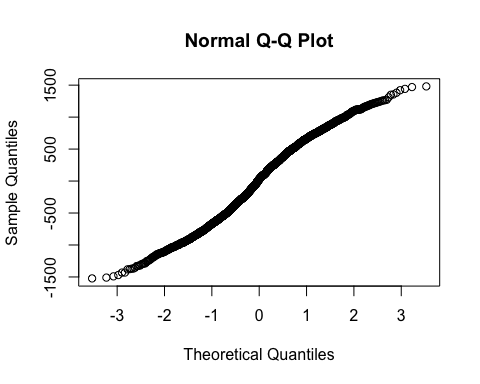 Normal Q-Q Plot
1500
500
-500
-1500
Sample Quantiles
-3 -2 -1 0 1 2 3
Theoretical Quantiles